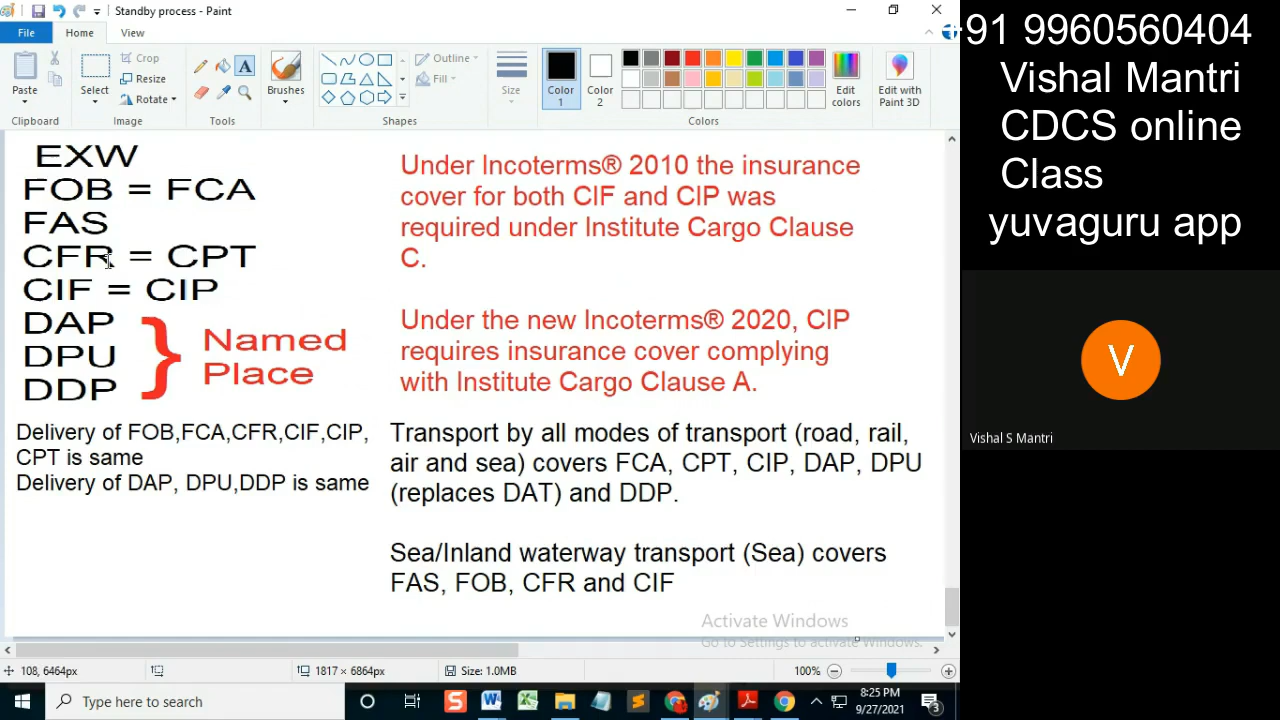 Standby process - Paint
File
Home
View
Paste
Clipboard
Select
Crop
Resize
Rotate
Image
A
Tools
Brushes
Shapes
Outline
Fill
Size
Color 1
Color 2
Colors
Edit colors
Edit with Paint 3D
EXW
FOB = FCA
FAS
CFR = CPT
CIF = CIP
DAP
DPU
DDP
} Named
Place
Delivery of FOB,FCA,CFR,CIF,CIP,
CPT is same
Delivery of DAP, DPU,DDP is same
Under Incoterms® 2010 the insurance
cover for both CIF and CIP was
required under Institute Cargo Clause
C.
Under the new Incoterms® 2020, CIP
requires insurance cover complying
with Institute Cargo Clause A.
Transport by all modes of transport (road, rail,
air and sea) covers FCA, CPT, CIP, DAP, DPU
(replaces DAT) and DDP.
Sea/Inland waterway transport (Sea) covers
FAS, FOB, CFR and CIF
Activate Windows
Go to Settings to activate Windows.
108, 6464px
1817 × 6864px
Size: 1.0MB
100%
Type here to search
8:25 PM
9/27/2021
3
+91 9960560404
Vishal Mantri
CDCS online
Class
yuvaguru app
V
Vishal S Mantri